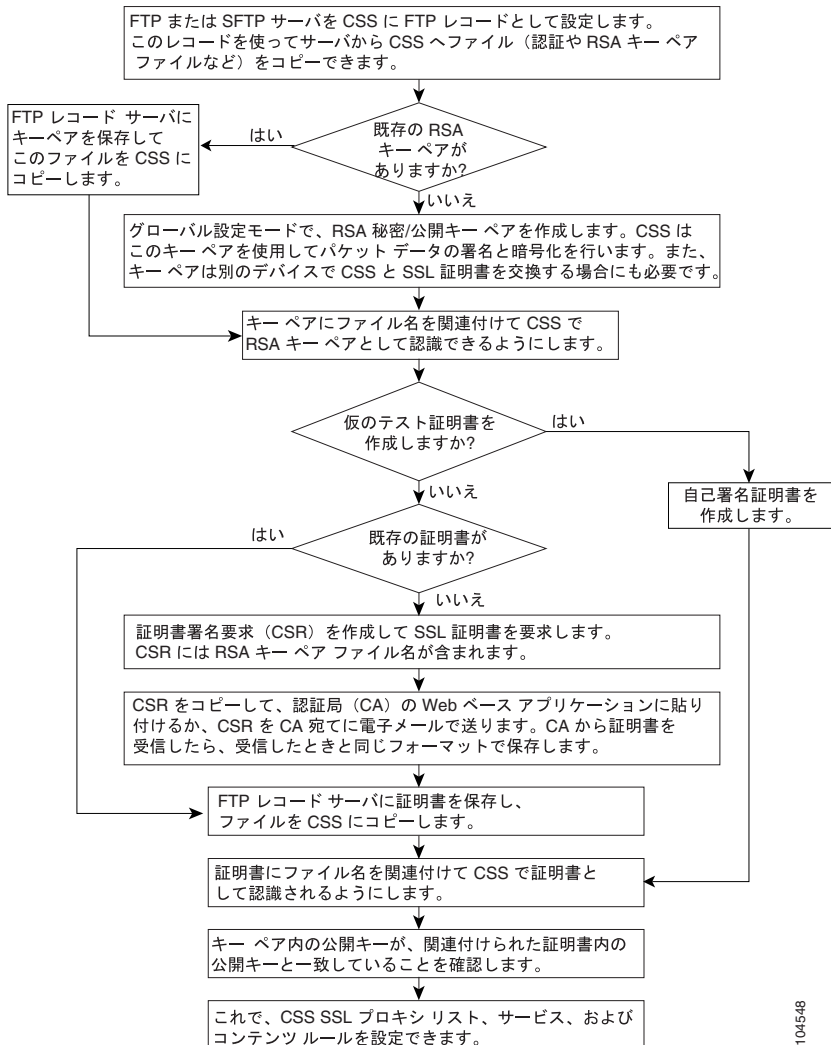 FTP または SFTP サーバを CSS に FTP レコードとして設定します。
このレコードを使ってサーバから CSS へファイル（認証や RSA キー ペア
ファイルなど）をコピーできます。
FTP レコード サーバに
キーペアを保存して
このファイルを CSS に
コピーします。
はい
既存の RSA
キー ペアが
ありますか?
いいえ
グローバル設定モードで、RSA 秘密/公開キー ペアを作成します。CSS は
このキー ペアを使用してパケット データの署名と暗号化を行います。また、
キー ペアは別のデバイスで CSS と SSL 証明書を交換する場合にも必要です。
キー ペアにファイル名を関連付けて CSS で
RSA キー ペアとして認識できるようにします。
仮のテスト証明書を
作成しますか?
はい
いいえ
自己署名証明書を
作成します。
はい
既存の証明書が
ありますか?
いいえ
証明書署名要求（CSR）を作成して SSL 証明書を要求します。
CSR には RSA キー ペア ファイル名が含まれます。
CSR をコピーして、認証局（CA）の Web ベース アプリケーションに貼り
付けるか、CSR を CA 宛てに電子メールで送ります。CA から証明書を
受信したら、受信したときと同じフォーマットで保存します。
FTP レコード サーバに証明書を保存し、
ファイルを CSS にコピーします。
証明書にファイル名を関連付けて CSS で証明書と
して認識されるようにします。
キー ペア内の公開キーが、関連付けられた証明書内の
公開キーと一致していることを確認します。
これで、CSS SSL プロキシ リスト、サービス、および
コンテンツ ルールを設定できます。
104548